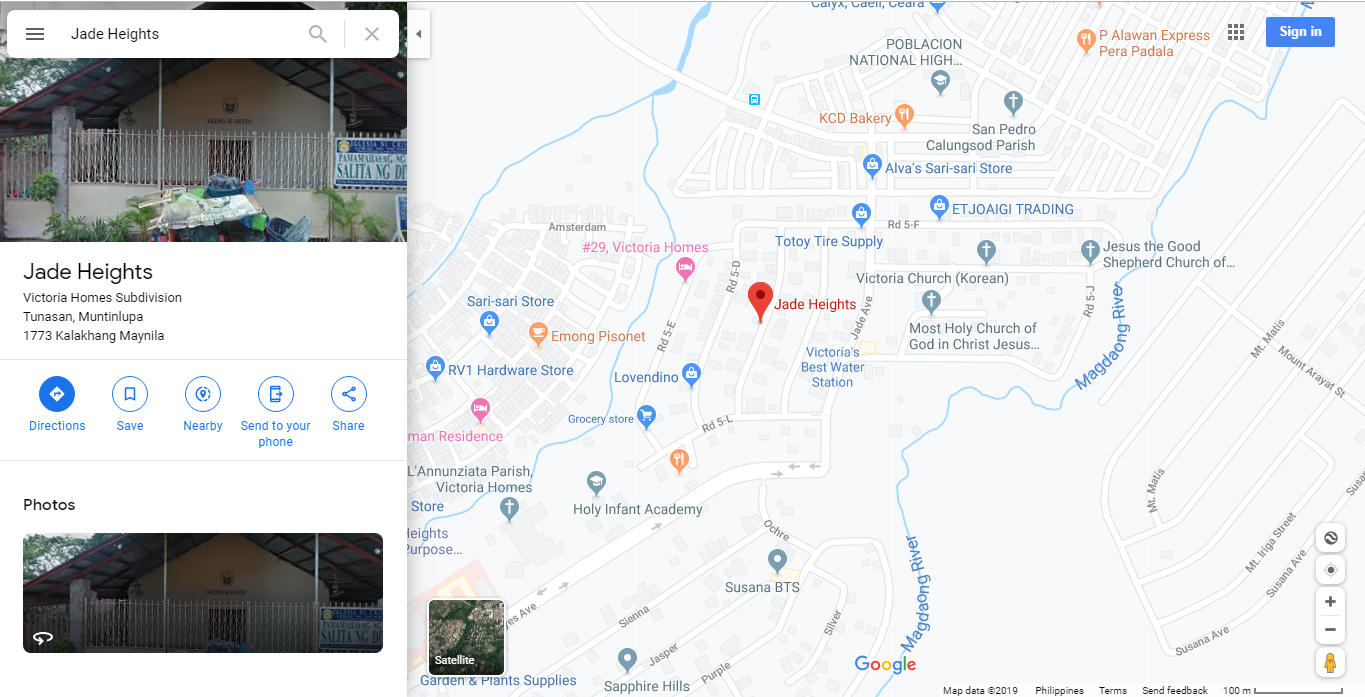 Jade Heights
Jade Heights
Victoria Homes Subdivision
Tunasan, Muntinlupa
1773 Kalakhang Maynila
Directions
Save
Nearby
Send to your
phone
Share
Photos
Calyx, Caell, Ceara
POBLACION
NATIONAL HIGH...
P Alawan Express
Pera Padala
Sign in
KCD Bakery
San Pedro
Calungsod Parish
Alva's Sari-sari Store
ETJOAIGI TRADING
Rd 5-F
Totoy Tire Supply
Amsterdam
#29, Victoria Homes
Rd 5-D
Victoria Church (Korean)
Jesus the Good
Shepherd Church of...
Sari-sari Store
Jade Heights
Jade Ave
Rd 5-J
Emong Pisonet
Rd 5-E
Most Holy Church of
God in Christ Jesus...
Magdaong River
Mt. Matis
Mount Arayat St
Victoria's
Best Water
Station
RV1 Hardware Store
Lovendino
Grocery store
Rd 5-L
man Residence
L'Annunziata Parish,
Victoria Homes
Store
Heights
Purpose...
Holy Infant Academy
Mt. Matis
Ochre
Mt. Iriga Street
Susana Ave
Susana BTS
Magdaong River
yes Ave
Sienna
Silver
Susana Ave
Jasper
Purple
Satellite
Garden & Plants Supplies
Sapphire Hills
Google
Map data ©2019
Philippines
Terms
Send feedback
100 m
IGLESIA NI CRISTO
PAMAMAHAYAG NG
SALITA NG DI
SALITA NG DI